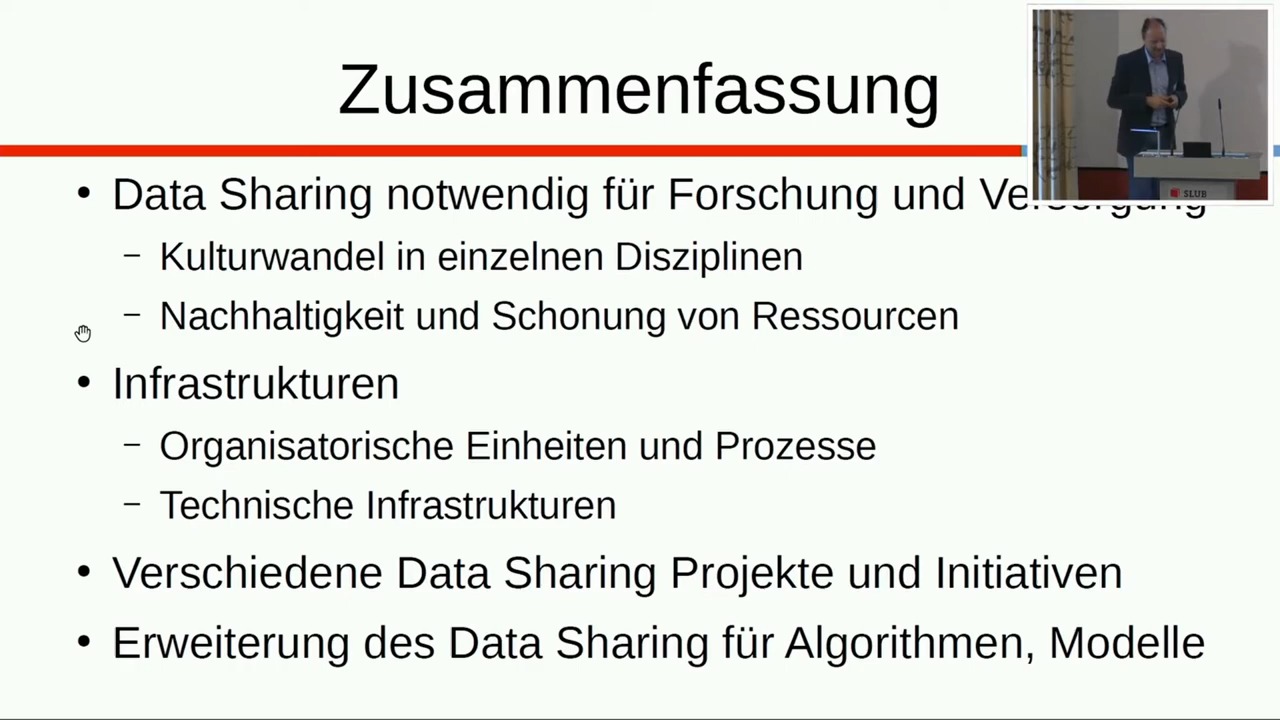 Zusammenfassung
• Data Sharing notwendig für Forschung und Versorgung
– Kulturwandel in einzelnen Disziplinen
– Nachhaltigkeit und Schonung von Ressourcen
• Infrastrukturen
– Organisatorische Einheiten und Prozesse
– Technische Infrastrukturen
• Verschiedene Data Sharing Projekte und Initiativen
• Erweiterung des Data Sharing für Algorithmen, Modelle
SLUB